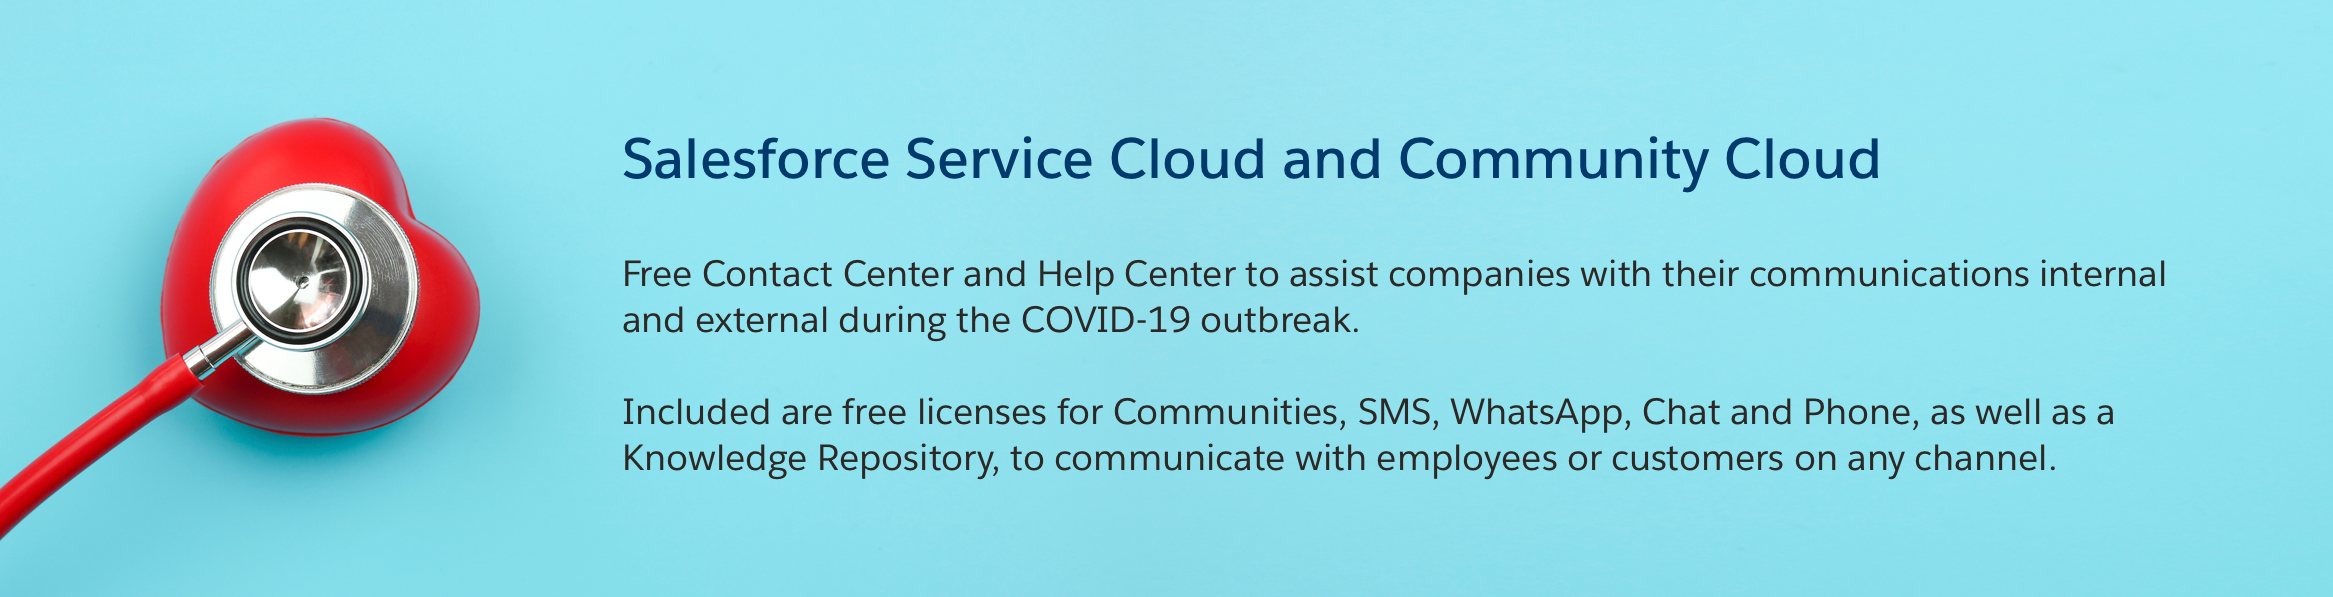 Salesforce Service Cloud and Community Cloud
Free Contact Center and Help Center to assist companies with their communications internal
and external during the COVID-19 outbreak.
Included are free licenses for Communities, SMS, WhatsApp, Chat and Phone, as well as a
Knowledge Repository, to communicate with employees or customers on any channel.